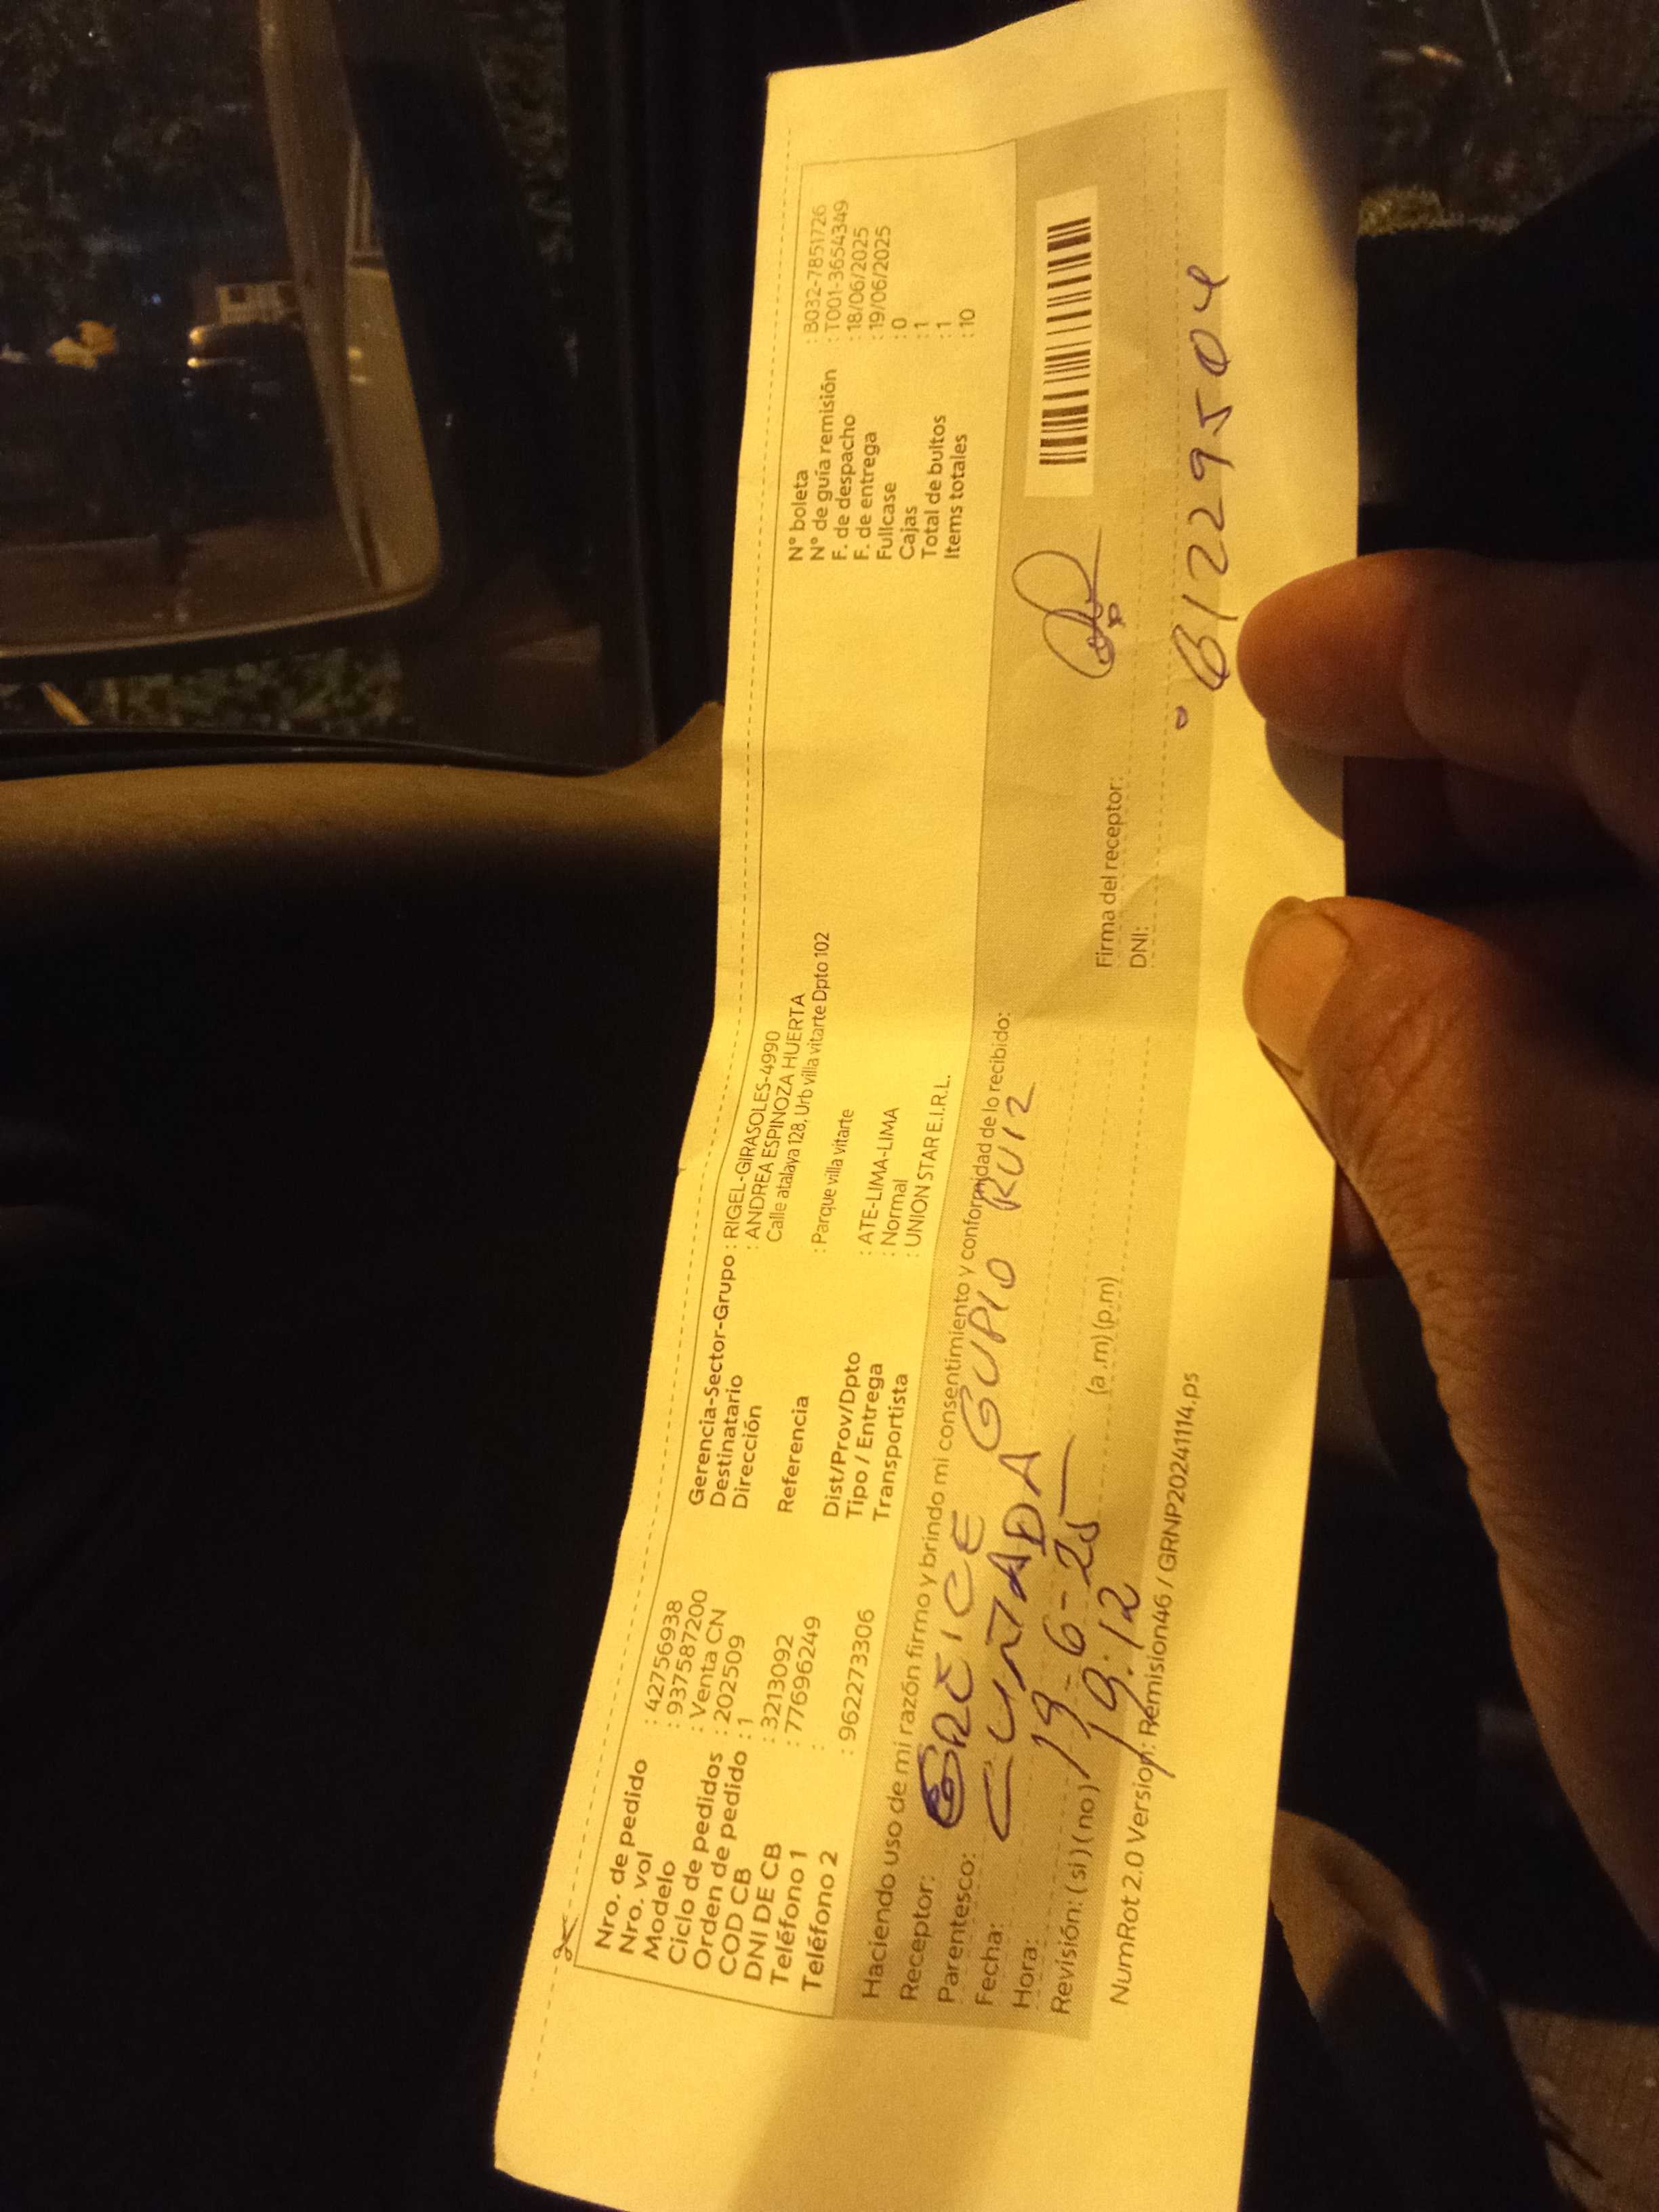 Nro. de pedido : 42756938
Nro. vol : 937587200
Modelo : Venta CN
Ciclo de pedidos : 202509
Orden de pedido : 1
COD CB : 3213092
DNI DE CB : 77696249
Teléfono 1 :
Teléfono 2 : 962273306
Gerencia-Sector-Grupo : RIGEL-GIRASOLES-4990
Destinatario : ANDREA ESPINOZA HUERTA
Dirección Calle atalaya 128, Urb villa vitarte Dpto 102
Referencia : Parque villa vitarte
Dist/Prov/Dpto : ATE-LIMA-LIMA
Tipo / Entrega : Normal
Transportista : UNION STAR E.I.R.L.
N° boleta : B032-7851726
N° de guía remisión : T001-3654349
F. de despacho : 18/06/2025
F. de entrega : 19/06/2025
Fullcase : 0
Cajas : 1
Total de bultos : 1
Items totales : 10
Haciendo uso de mi razón firmo y brindo mi consentimiento y conformidad de lo recibido:
Receptor: GREICE GUPIO RUIZ
Parentesco: CUÑADA
Fecha: 19-6-25
Hora: 19:12
Revisión: (si) (no) (a.m) (p.m)
Firma del receptor:
DNI: 61229504
NumRot 2.0 Version: Remision46 / GRNP20241114.ps